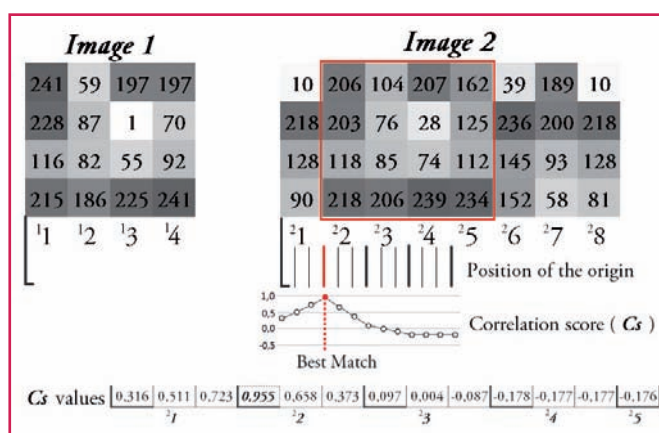 Image 1 Image 2
241 59 197 197 10 206 104 207 162 39 189 10
228 87 1 70 218 203 76 28 125 236 200 218
116 82 55 92 128 118 85 74 112 145 93 128
215 186 225 241 90 218 206 239 234 152 58 81
¹1 ¹2 ¹3 ¹4 ²1 ²2 ²3 ²4 ²5 ²6 ²7 ²8
Position of the origin
1,0
0,5
0,0
-0,5
Correlation score ( Cs )
Best Match
Cs values 0.316 0.511 0.723 0,955 0,658 0,373 0,097 0,004 -0,087 -0,178 -0,177 -0,177 -0,176
²1 ²2 ²3 ²4 ²5